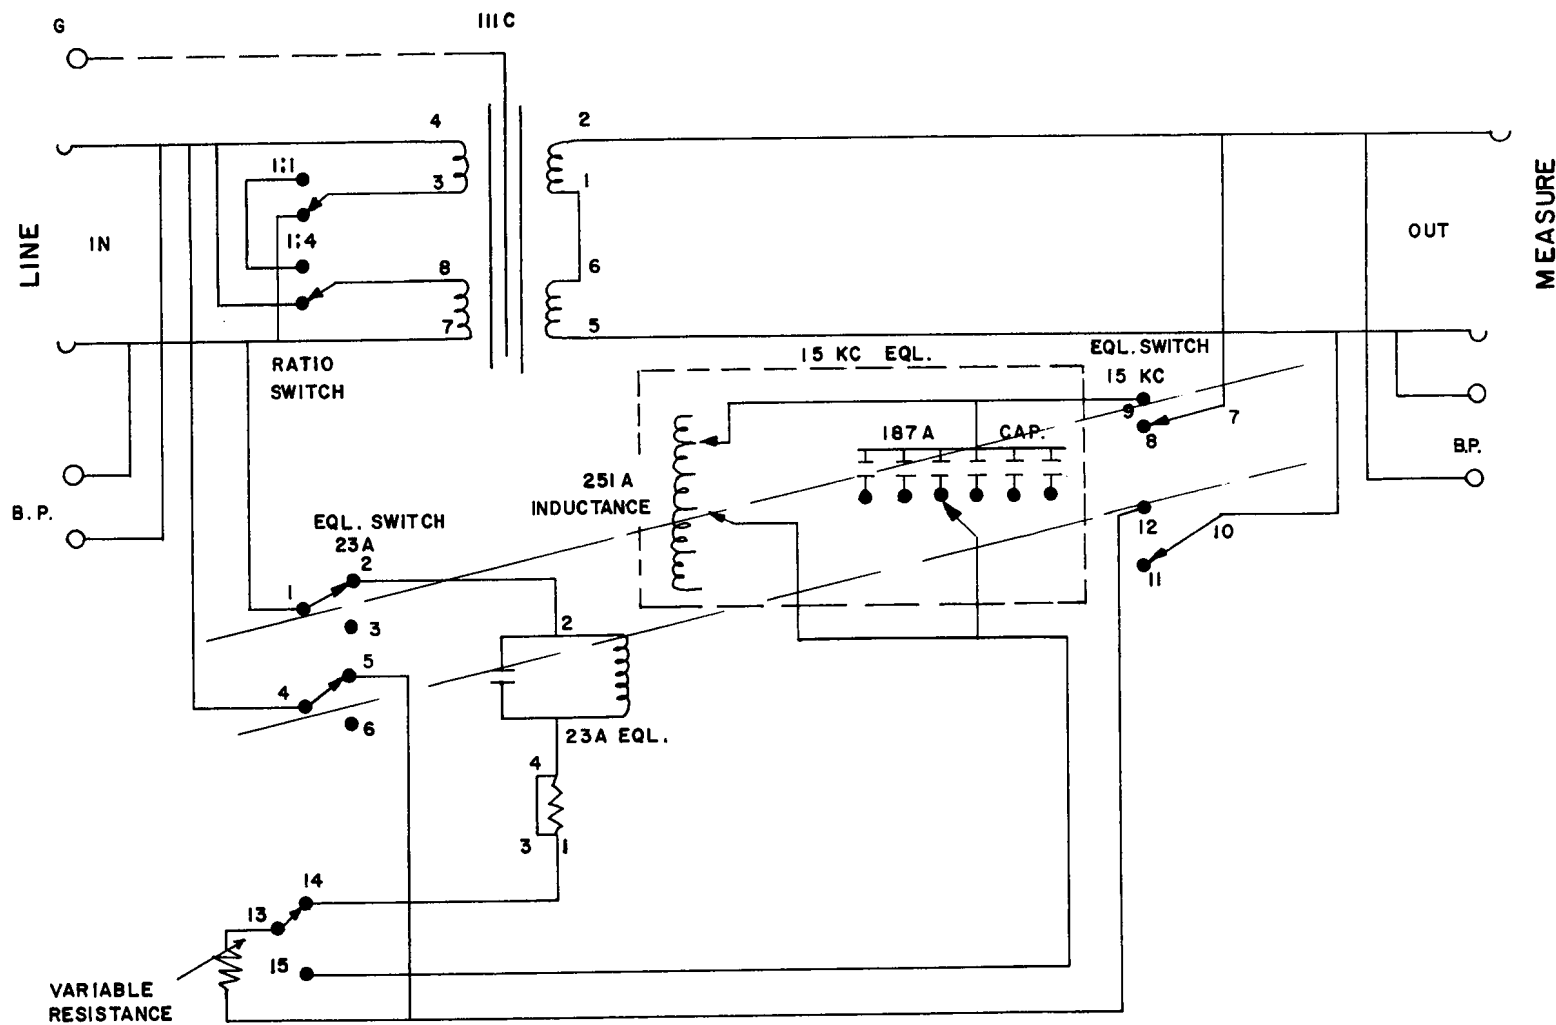 G
111C
4
2
1:1
3
1
LINE
IN
1:4
8
6
OUT
MEASURE
7
5
RATIO
SWITCH
15 KC EQL.
EQL. SWITCH
15 KC
9
7
8
187A
CAP.
B.P.
251A
INDUCTANCE
B.P.
EQL. SWITCH
23A
12
10
2
11
1
3
2
5
4
6
23A EQL.
4
3
1
14
13
15
VARIABLE
RESISTANCE